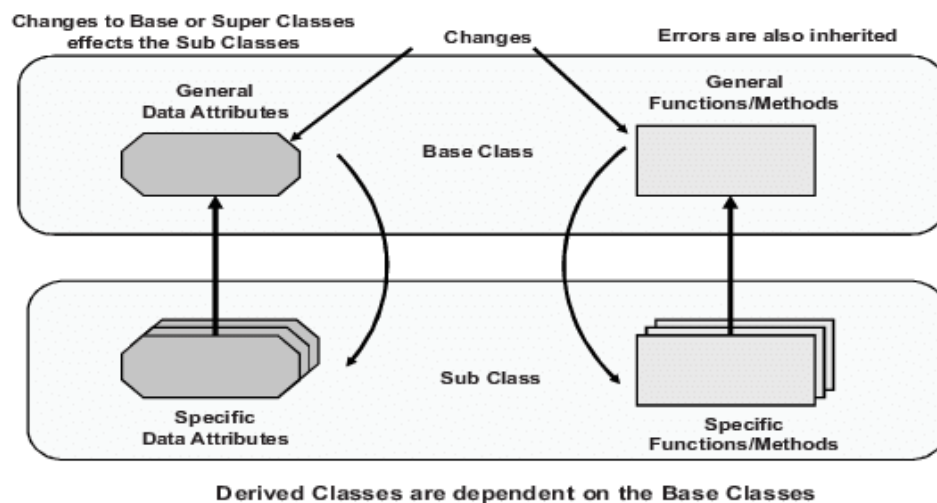 Changes to Base or Super Classes
effects the Sub Classes
Changes
Errors are also inherited
General
Data Attributes
General
Functions/Methods
Base Class
Sub Class
Specific
Data Attributes
Specific
Functions/Methods
Derived Classes are dependent on the Base Classes